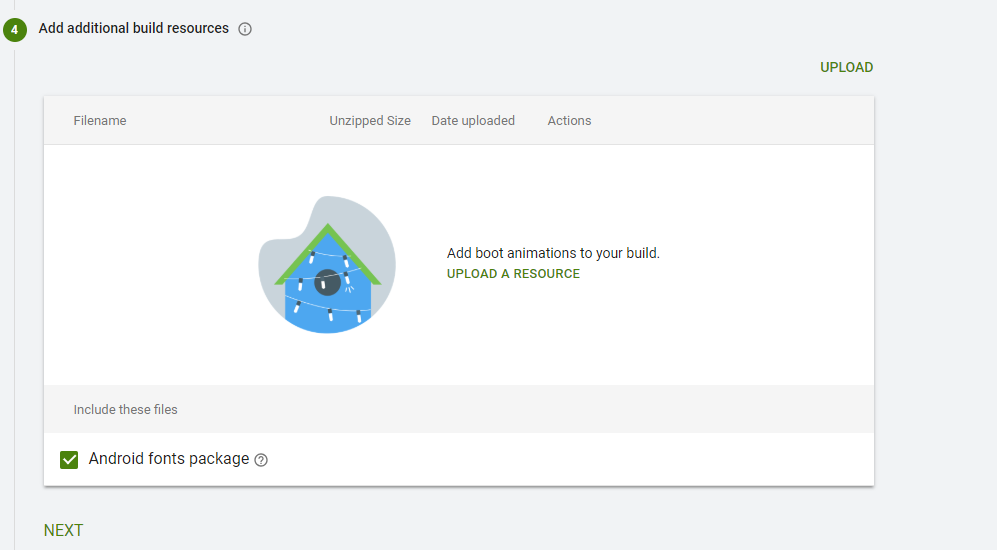 4 Add additional build resources
UPLOAD
Filename Unzipped Size Date uploaded Actions
Add boot animations to your build.
UPLOAD A RESOURCE
Include these files
Android fonts package
NEXT